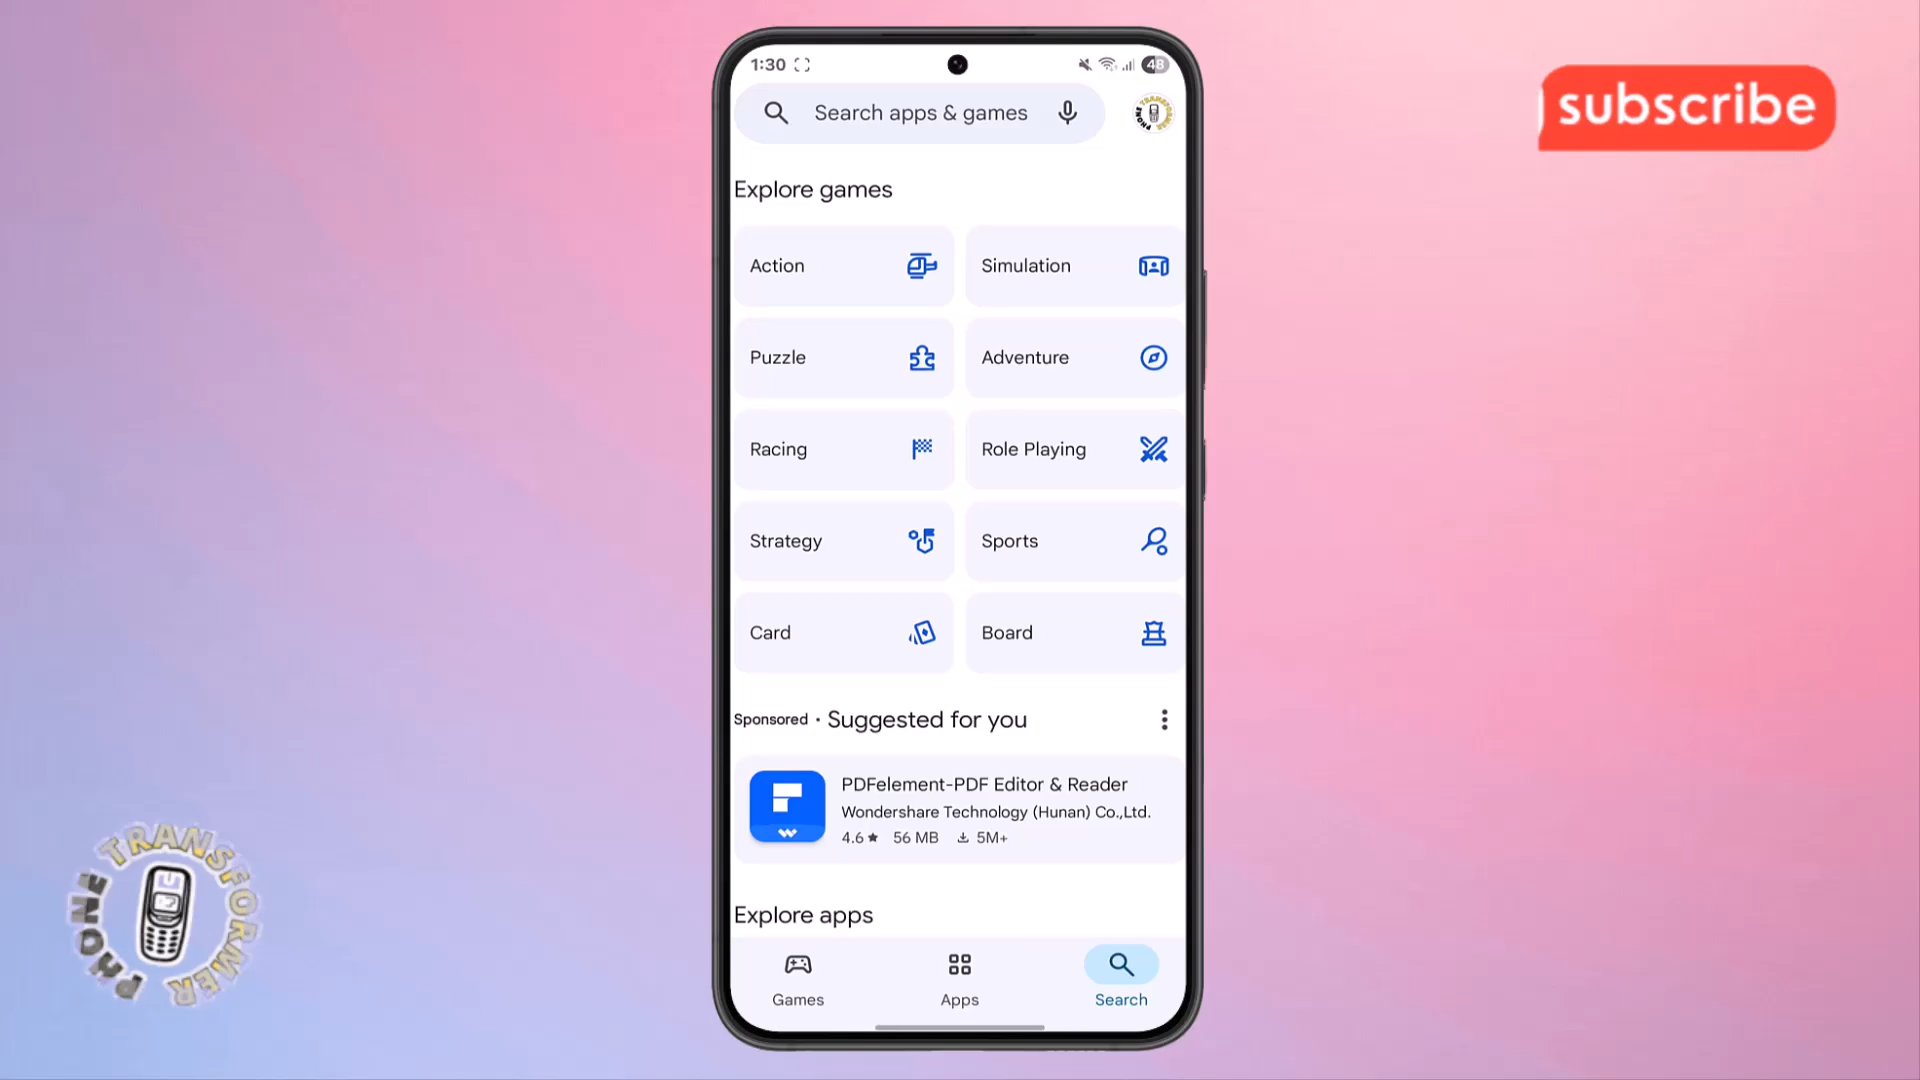 1:30
48
Search apps & games
subscribe
Explore games
Action
Simulation
Puzzle
Adventure
Racing
Role Playing
Strategy
Sports
Card
Board
Sponsored • Suggested for you
PDFelement-PDF Editor & Reader
Wondershare Technology (Hunan) Co.,Ltd.
4.6 ★ 56 MB 5M+
Explore apps
Games
Apps
Search
PHONE TRANSFORMER